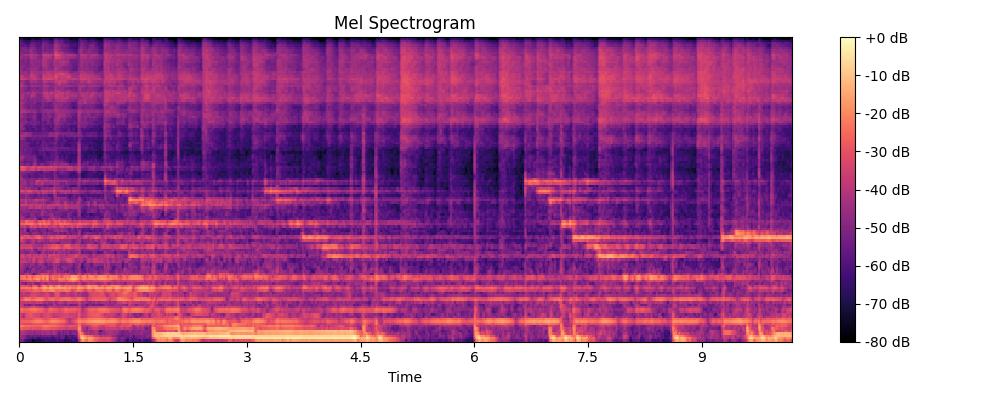 Mel Spectrogram
+0 dB
-10 dB
-20 dB
-30 dB
-40 dB
-50 dB
-60 dB
-70 dB
-80 dB
0 1.5 3 4.5 6 7.5 9
Time